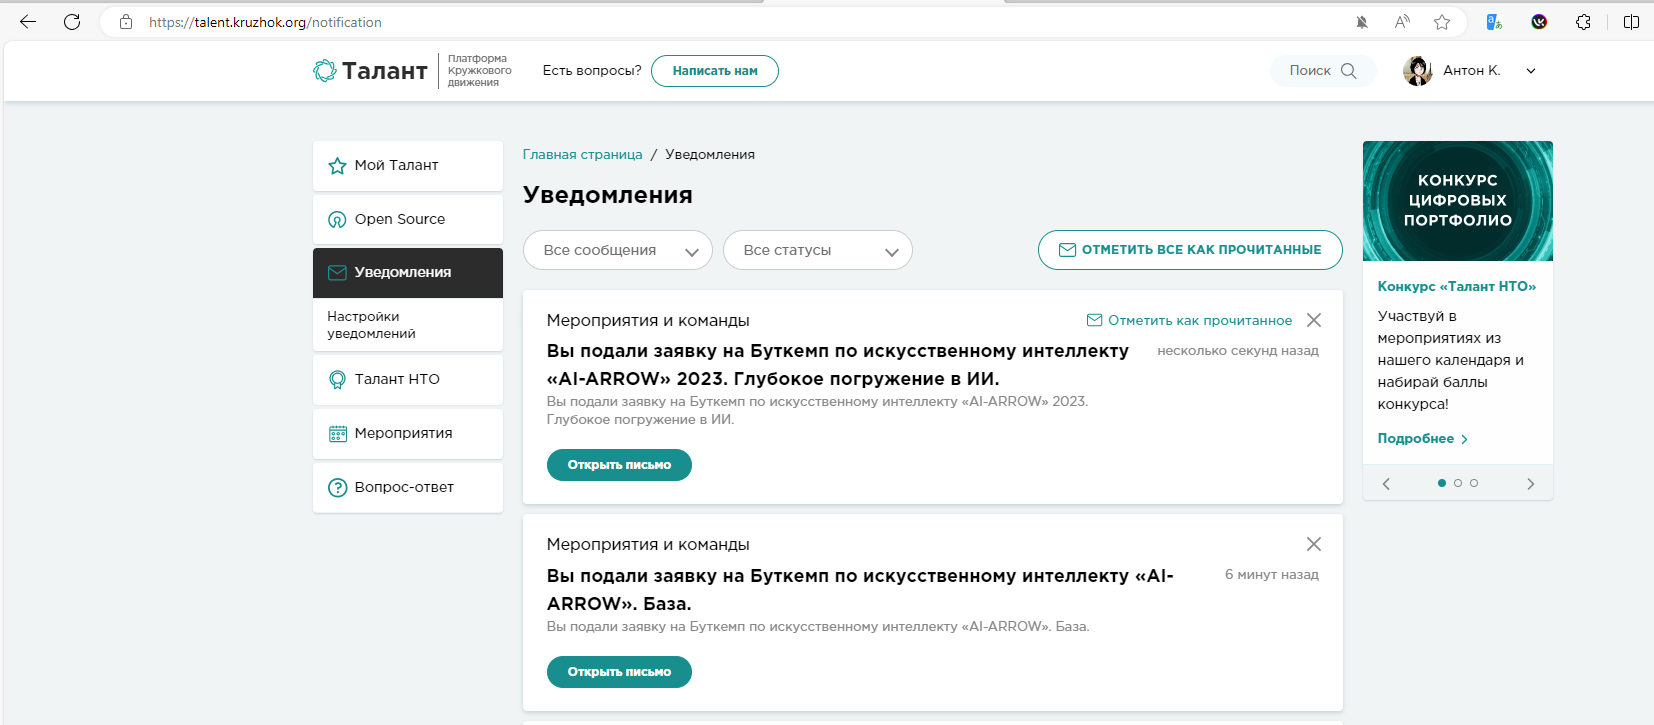 https://talent.kruzhok.org/notification
Талант
Платформа
Кружкового
движения
Есть вопросы?
Написать нам
Поиск
Антон К.
Мой Талант
Open Source
Уведомления
Настройки
уведомлений
Талант НТО
Мероприятия
Вопрос-ответ
Главная страница / Уведомления
Уведомления
Все сообщения
Все статусы
ОТМЕТИТЬ ВСЕ КАК ПРОЧИТАННЫЕ
Мероприятия и команды
Отметить как прочитанное
Вы подали заявку на Буткемп по искусственному интеллекту
«AI-ARROW» 2023. Глубокое погружение в ИИ.
несколько секунд назад
Вы подали заявку на Буткемп по искусственному интеллекту «AI-ARROW» 2023.
Глубокое погружение в ИИ.
Открыть письмо
Мероприятия и команды
Вы подали заявку на Буткемп по искусственному интеллекту «AI-
ARROW». База.
6 минут назад
Вы подали заявку на Буткемп по искусственному интеллекту «AI-ARROW». База.
Открыть письмо
КОНКУРС
ЦИФРОВЫХ
ПОРТФОЛИО
Конкурс «Талант НТО»
Участвуй в
мероприятиях из
нашего календаря и
набирай баллы
конкурса!
Подробнее